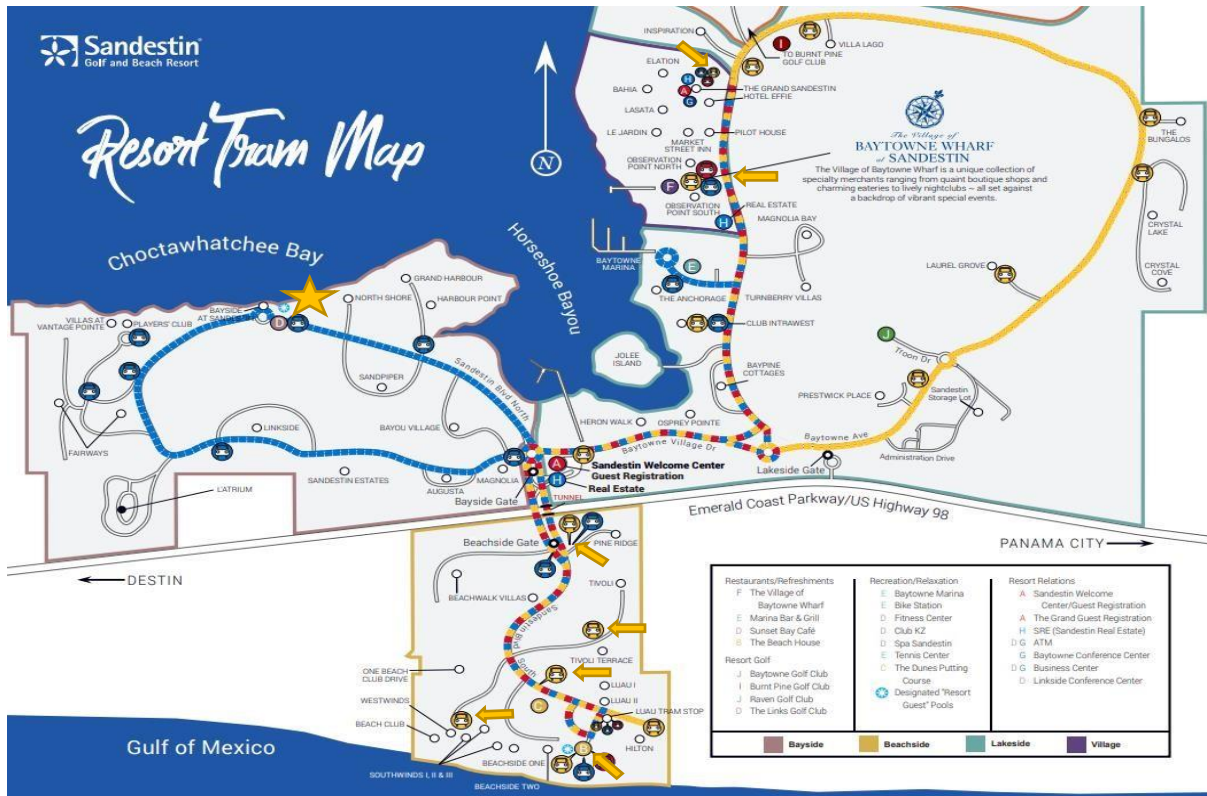 Sandestin®
Golf and Beach Resort
Resort Tram Map
N
Choctawhatchee Bay
Horseshoe Bayou
INSPIRATION
VILLA LAGO
I
TO BURNT PINE
GOLF CLUB
ELATION
H
A
G
THE GRAND SANDESTIN
HOTEL EFFIE
BAHIA
LASATA
LE JARDIN
MARKET
STREET INN
PILOT HOUSE
OBSERVATION
POINT NORTH
F
OBSERVATION
POINT SOUTH
The Village of
BAYTOWNE WHARF
of SANDESTIN
The Village of Baytowne Wharf is a unique collection of
specialty merchants ranging from quaint boutique shops and
charming eateries to lively nightclubs ~ all set against
a backdrop of vibrant special events.
THE
BUNGALOS
H
REAL ESTATE
MAGNOLIA BAY
CRYSTAL
LAKE
CRYSTAL
COVE
BAYTOWNE
MARINA
E
LAUREL GROVE
THE ANCHORAGE
TURNBERRY VILLAS
CLUB INTRAWEST
GRAND HARBOUR
NORTH SHORE
HARBOUR POINT
BAYSIDE
D
VILLAS AT
VANTAGE POINTE
PLAYERS' CLUB
J
Troon Dr
JOLEE
ISLAND
BAYPINE
COTTAGES
SANDPIPER
Sandestin Blvd North
PRESTWICK PLACE
Sandestin
Storage Lot
LINKSIDE
BAYOU VILLAGE
HERON WALK
OSPREY POINTE
Baytowne Village Dr
Baytowne Ave
Administration Drive
FAIRWAYS
A
Sandestin Welcome Center
Guest Registration
Lakeside Gate
L'ATRIUM
SANDESTIN ESTATES
AUGUSTA
MAGNOLIA
H
Real Estate
Bayside Gate
TUNNEL
Emerald Coast Parkway/US Highway 98
Beachside Gate
PINE RIDGE
PANAMA CITY
DESTIN
TIVOLI
BEACHWALK VILLAS
Sandestin Blvd
South
TIVOLI TERRACE
ONE BEACH
CLUB DRIVE
LUAU I
WESTWINDS
C
LUAU II
LUAU TRAM STOP
BEACH CLUB
HILTON
B
BEACHSIDE ONE
SOUTHWINDS I, II & III
BEACHSIDE TWO
Gulf of Mexico
Restaurants/Refreshments
F The Village of
Baytowne Wharf
E Marina Bar & Grill
D Sunset Bay Café
B The Beach House
Resort Golf
J Baytowne Golf Club
I Burnt Pine Golf Club
J Raven Golf Club
D The Links Golf Club
Recreation/Relaxation
E Baytowne Marina
E Bike Station
D Fitness Center
D Club KZ
D Spa Sandestin
E Tennis Center
C The Dunes Putting
Course
Designated "Resort
Guest" Pools
Resort Relations
A Sandestin Welcome
Center/Guest Registration
A The Grand Guest Registration
H SRE (Sandestin Real Estate)
D G ATM
G Baytowne Conference Center
D G Business Center
D Linkside Conference Center
Bayside
Beachside
Lakeside
Village